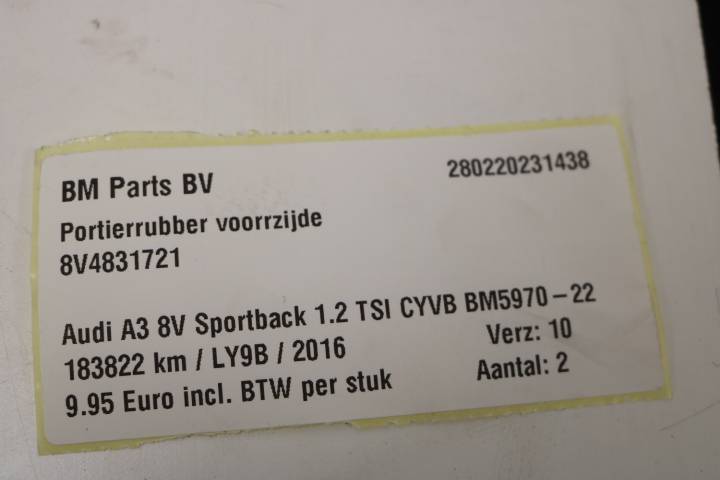 BM Parts BV
280220231438
Portierrubber voorrzijde
8V4831721
Audi A3 8V Sportback 1.2 TSI CYVB BM5970-22
183822 km / LY9B / 2016
Verz: 10
9.95 Euro incl. BTW per stuk
Aantal: 2